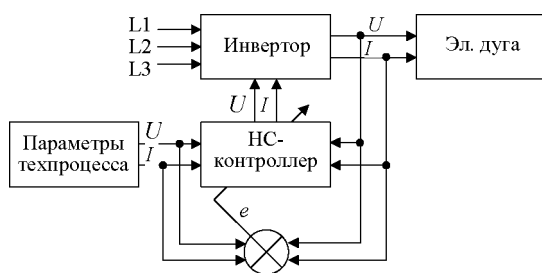 L1
L2
L3
Инвертор
U
I
Эл. дуга
U I
Параметры
техпроцесса
U
I
НС-
контроллер
e